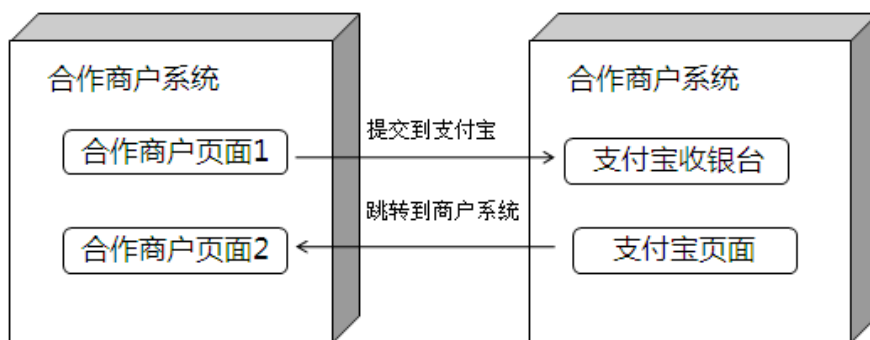 合作商户系统
合作商户系统
提交到支付宝
合作商户页面1
支付宝收银台
跳转到商户系统
合作商户页面2
支付宝页面